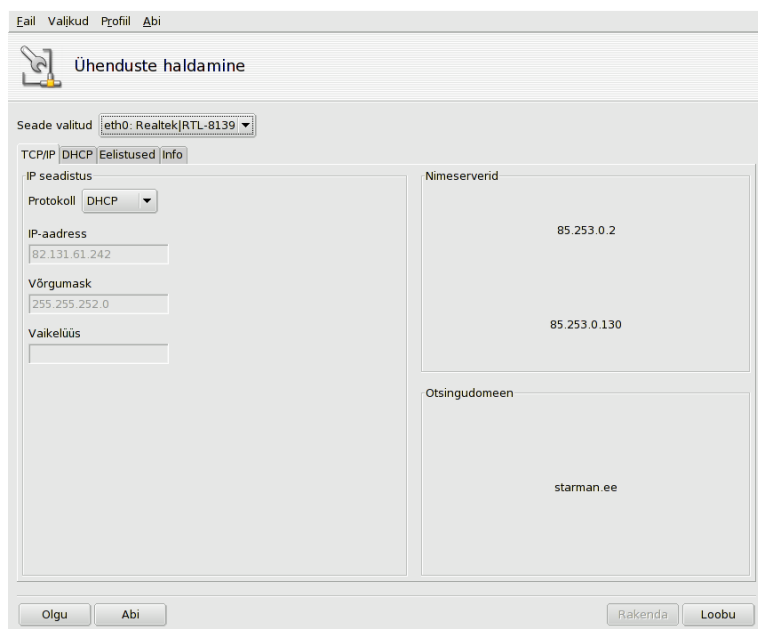 Fail Valikud Profiil Abi
Ühenduste haldamine
Seade valitud eth0: Realtek|RTL-8139
TCP/IP DHCP Eelistused Info
IP seadistus
Protokoll DHCP
IP-aadress
82.131.61.242
Võrgumask
255.255.252.0
Vaikelüüs
Nimeserverid
85.253.0.2
85.253.0.130
Otsingudomeen
starman.ee
Olgu Abi Rakenda Loobu